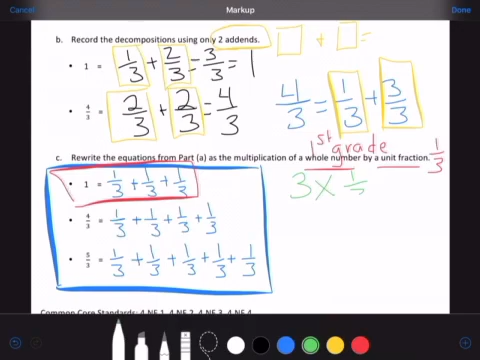 Cancel Markup Done
b. Record the decompositions using only 2 addends.
+ =
• 1 = 1/3 + 2/3 = 3/3 = 1
• 4/3 = 2/3 + 2/3 = 4/3
4/3 = 1/3 + 3/3
1st grade
c. Rewrite the equations from Part (a) as the multiplication of a whole number by a unit fraction. 1/3
• 1 = 1/3 + 1/3 + 1/3
3 × 1/
• 4/3 = 1/3 + 1/3 + 1/3 + 1/3
• 5/3 = 1/3 + 1/3 + 1/3 + 1/3 + 1/3
Common Core Standards: 4.NF.1, 4.NF.2, 4.NF.3, 4.NF.4